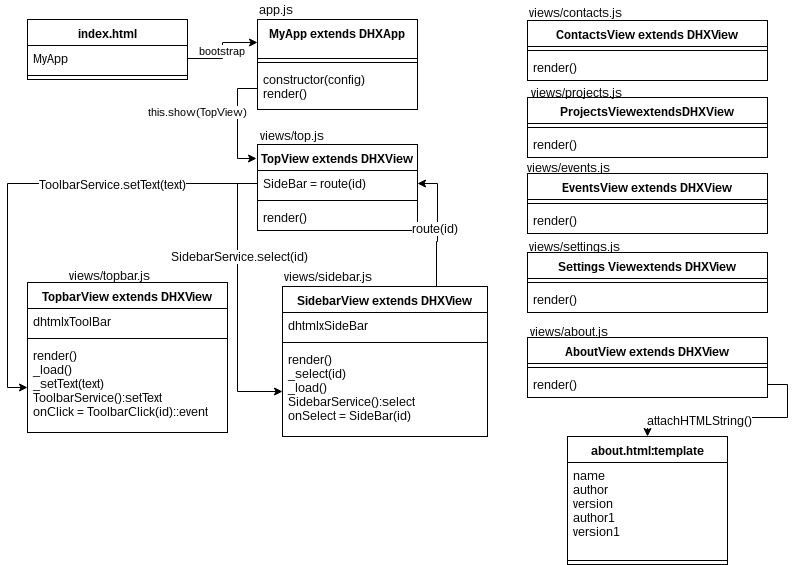 index.html
MyApp
bootstrap
app.js
MyApp extends DHXApp
constructor(config)
render()
this.show(TopView)
views/top.js
TopView extends DHXView
SideBar = route(id)
render()
ToolbarService.setText(text)
route(id)
SidebarService.select(id)
views/topbar.js
TopbarView extends DHXView
dhtmlxToolBar
render()
_load()
_setText(text)
ToolbarService():setText
onClick = ToolbarClick(id)::event
views/sidebar.js
SidebarView extends DHXView
dhtmlxSideBar
render()
_select(id)
_load()
SidebarService():select
onSelect = SideBar(id)
views/contacts.js
ContactsView extends DHXView
render()
views/projects.js
ProjectsViewextendsDHXView
render()
views/events.js
EventsView extends DHXView
render()
views/settings.js
Settings Viewextends DHXView
render()
views/about.js
AboutView extends DHXView
render()
attachHTMLString()
about.html:template
name
author
version
author1
version1